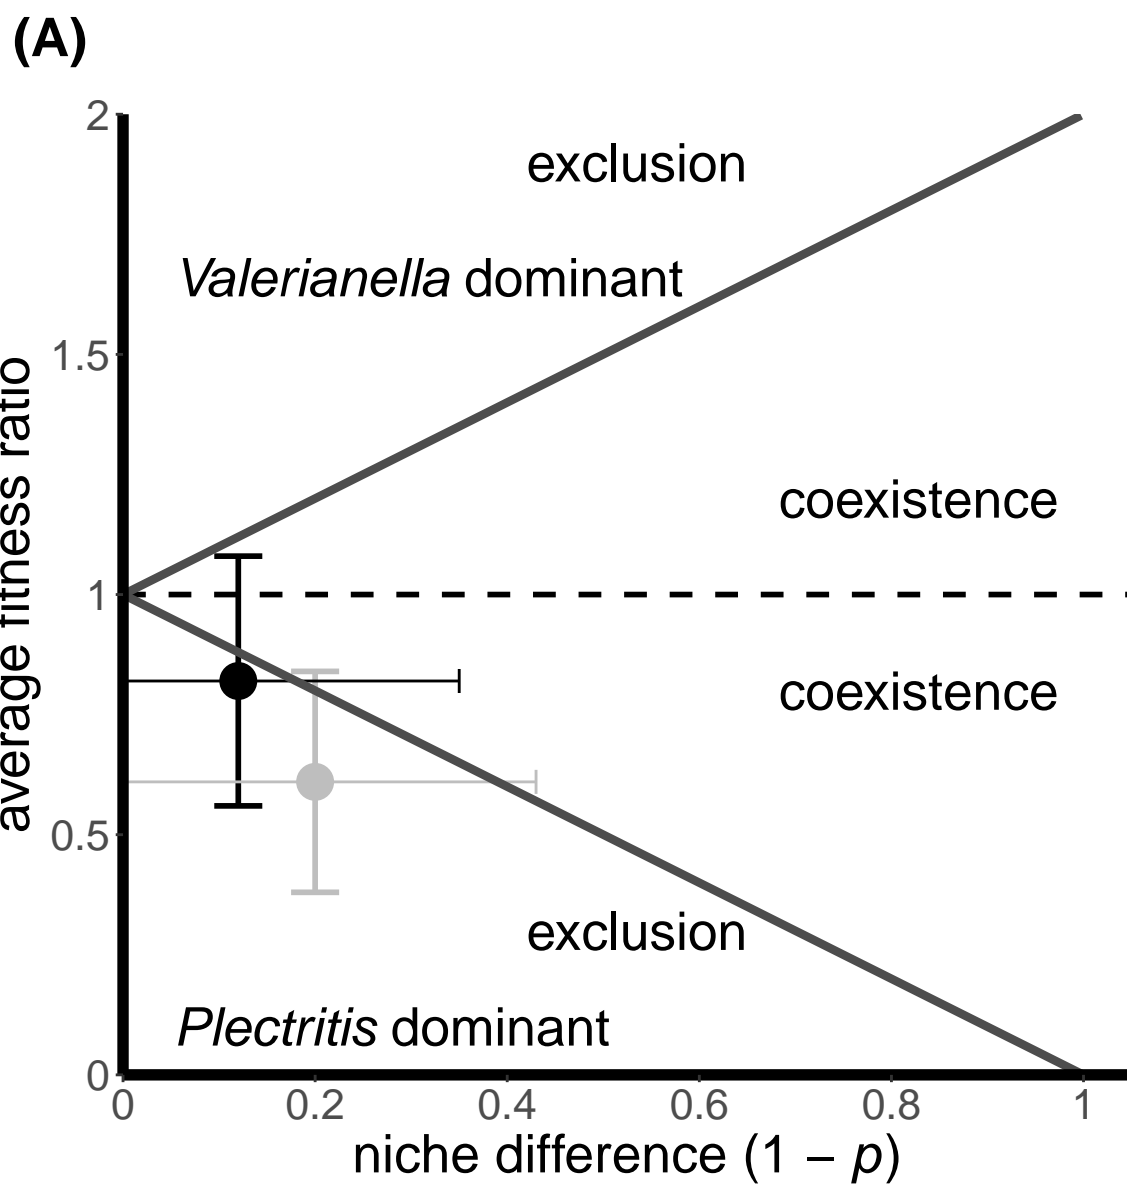 (A)
2
exclusion
Valerianella dominant
1.5
average fitness ratio
coexistence
1
coexistence
0.5
exclusion
Plectritis dominant
0
0 0.2 0.4 0.6 0.8 1
niche difference (1 – p)